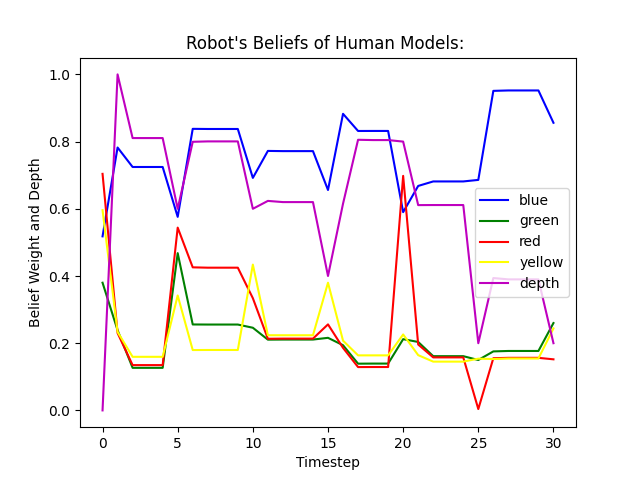 Robot's Beliefs of Human Models:
Belief Weight and Depth
1.0
0.8
0.6
0.4
0.2
0.0
blue
green
red
yellow
depth
0 5 10 15 20 25 30
Timestep